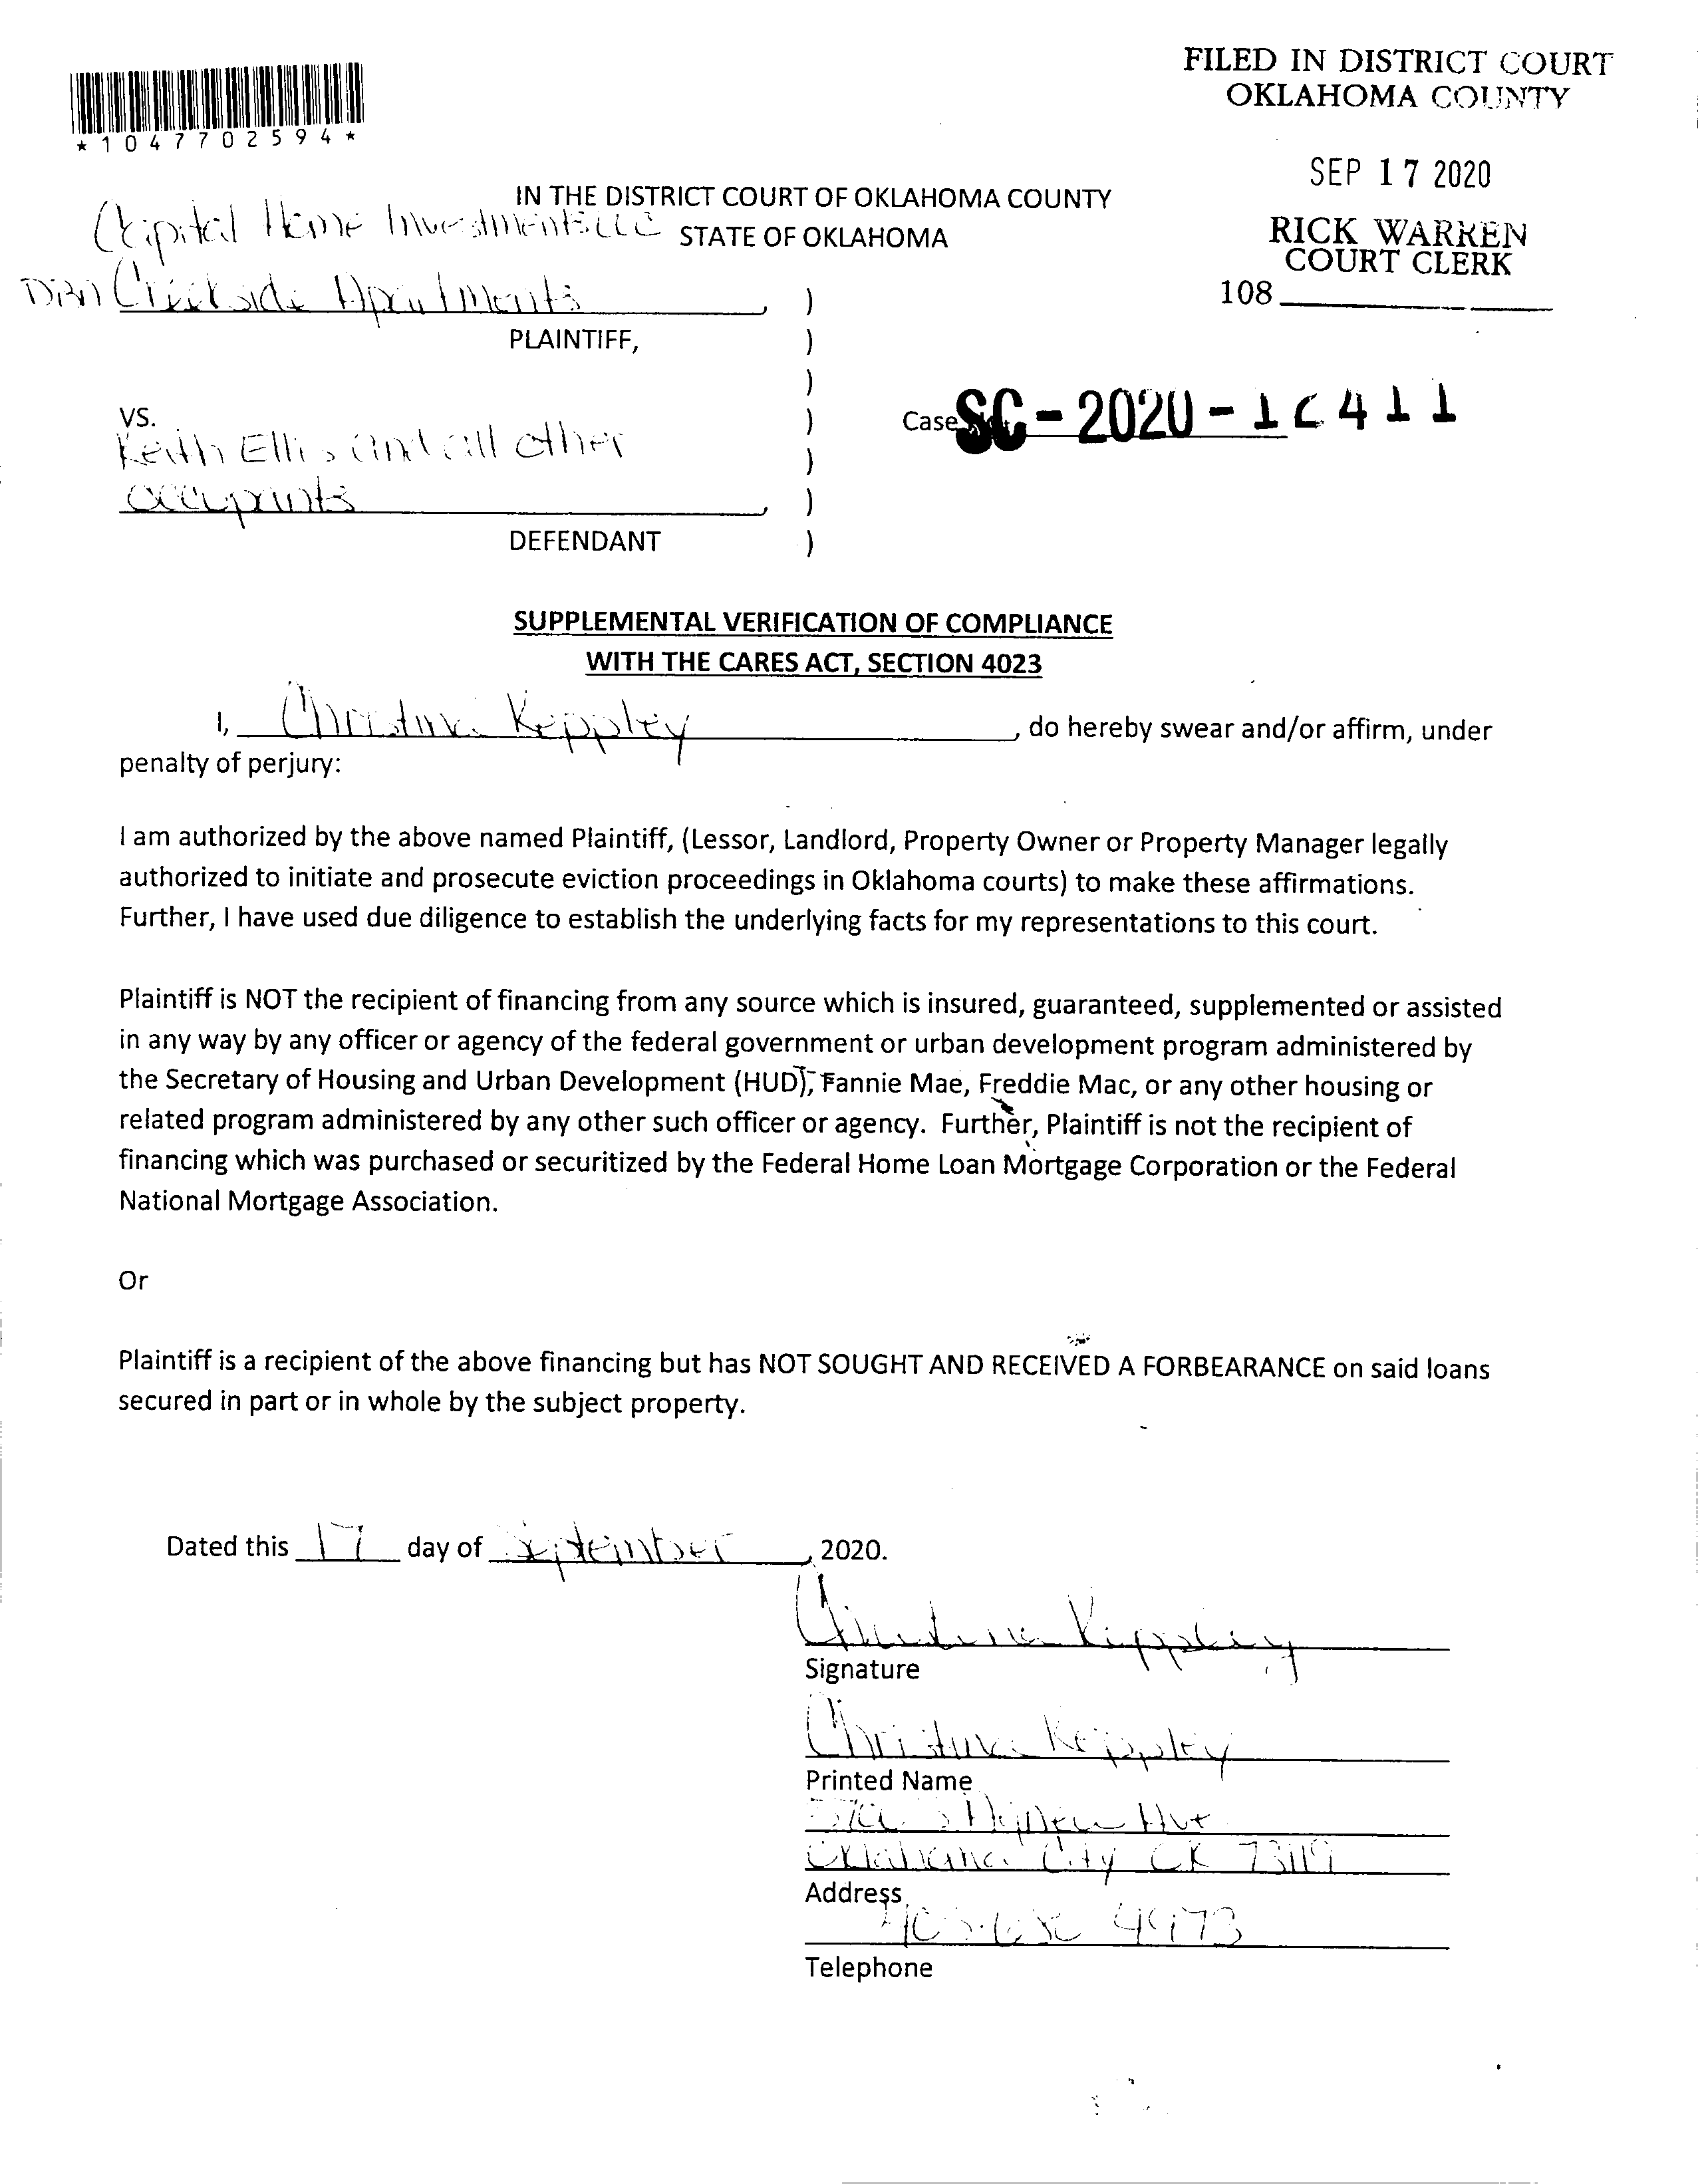 FILED IN DISTRICT COURT
OKLAHOMA COUNTY
*1047702594*
SEP 17 2020
IN THE DISTRICT COURT OF OKLAHOMA COUNTY
Capital Home Investments LLC STATE OF OKLAHOMA
RICK WARREN
COURT CLERK
DBA Creekside Apartments , )
108
PLAINTIFF, )
)
VS. )
Case SC-2020-1 411
Keith Ellis and all other )
occupants , )
DEFENDANT )
SUPPLEMENTAL VERIFICATION OF COMPLIANCE
WITH THE CARES ACT, SECTION 4023
I, Christina Keppley , do hereby swear and/or affirm, under
penalty of perjury:
I am authorized by the above named Plaintiff, (Lessor, Landlord, Property Owner or Property Manager legally
authorized to initiate and prosecute eviction proceedings in Oklahoma courts) to make these affirmations.
Further, I have used due diligence to establish the underlying facts for my representations to this court.
Plaintiff is NOT the recipient of financing from any source which is insured, guaranteed, supplemented or assisted
in any way by any officer or agency of the federal government or urban development program administered by
the Secretary of Housing and Urban Development (HUD), Fannie Mae, Freddie Mac, or any other housing or
related program administered by any other such officer or agency. Further, Plaintiff is not the recipient of
financing which was purchased or securitized by the Federal Home Loan Mortgage Corporation or the Federal
National Mortgage Association.
Or
Plaintiff is a recipient of the above financing but has NOT SOUGHT AND RECEIVED A FORBEARANCE on said loans
secured in part or in whole by the subject property.
Dated this 17 day of September , 2020.
Christina Keppley
Signature
Christina Keppley
Printed Name
S Ave
Oklahoma City OK 73119
Address
Telephone